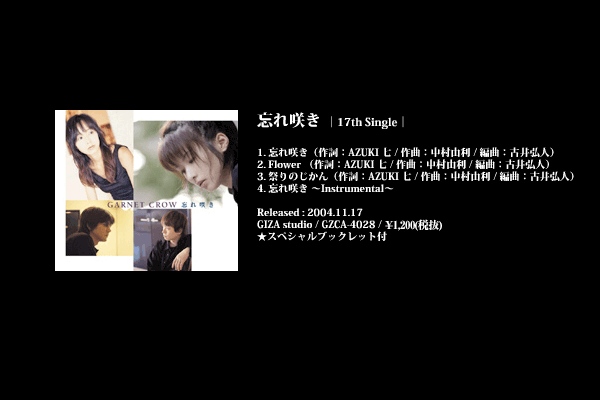 忘れ咲き ｜17th Single｜
1. 忘れ咲き（作詞：AZUKI 七 / 作曲：中村由利 / 編曲：古井弘人）
2. Flower （作詞：AZUKI 七 / 作曲：中村由利 / 編曲：古井弘人）
3. 祭りのじかん（作詞：AZUKI 七 / 作曲：中村由利 / 編曲：古井弘人）
4. 忘れ咲き 〜Instrumental〜
Released : 2004.11.17
GIZA studio / GZCA-4028 / ¥1,200(税抜)
★スペシャルブックレット付
GARNET CROW 忘れ咲き